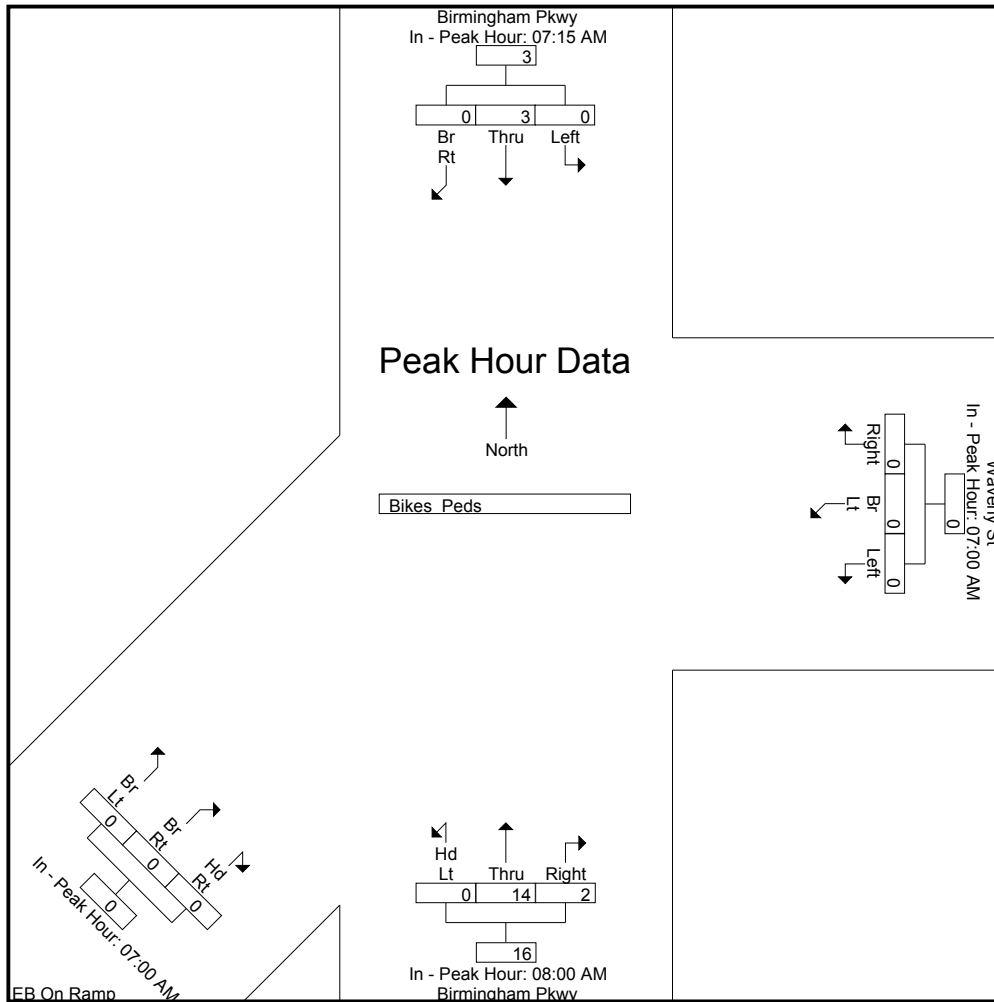 Birmingham Pkwy
In - Peak Hour: 07:15 AM
3
0 3 0
Br Thru Left
Rt
Peak Hour Data
North
Bikes Peds
In - Peak Hour: 07:00 AM
0
Right Br Left
Lt
0 0 0
Br
Lt
0
Br
Rt
0
Hd
Rt
0
0
In - Peak Hour: 07:00 AM
EB On Ramp
Hd
Lt Thru Right
0 14 2
16
In - Peak Hour: 08:00 AM
Birmingham Pkwy